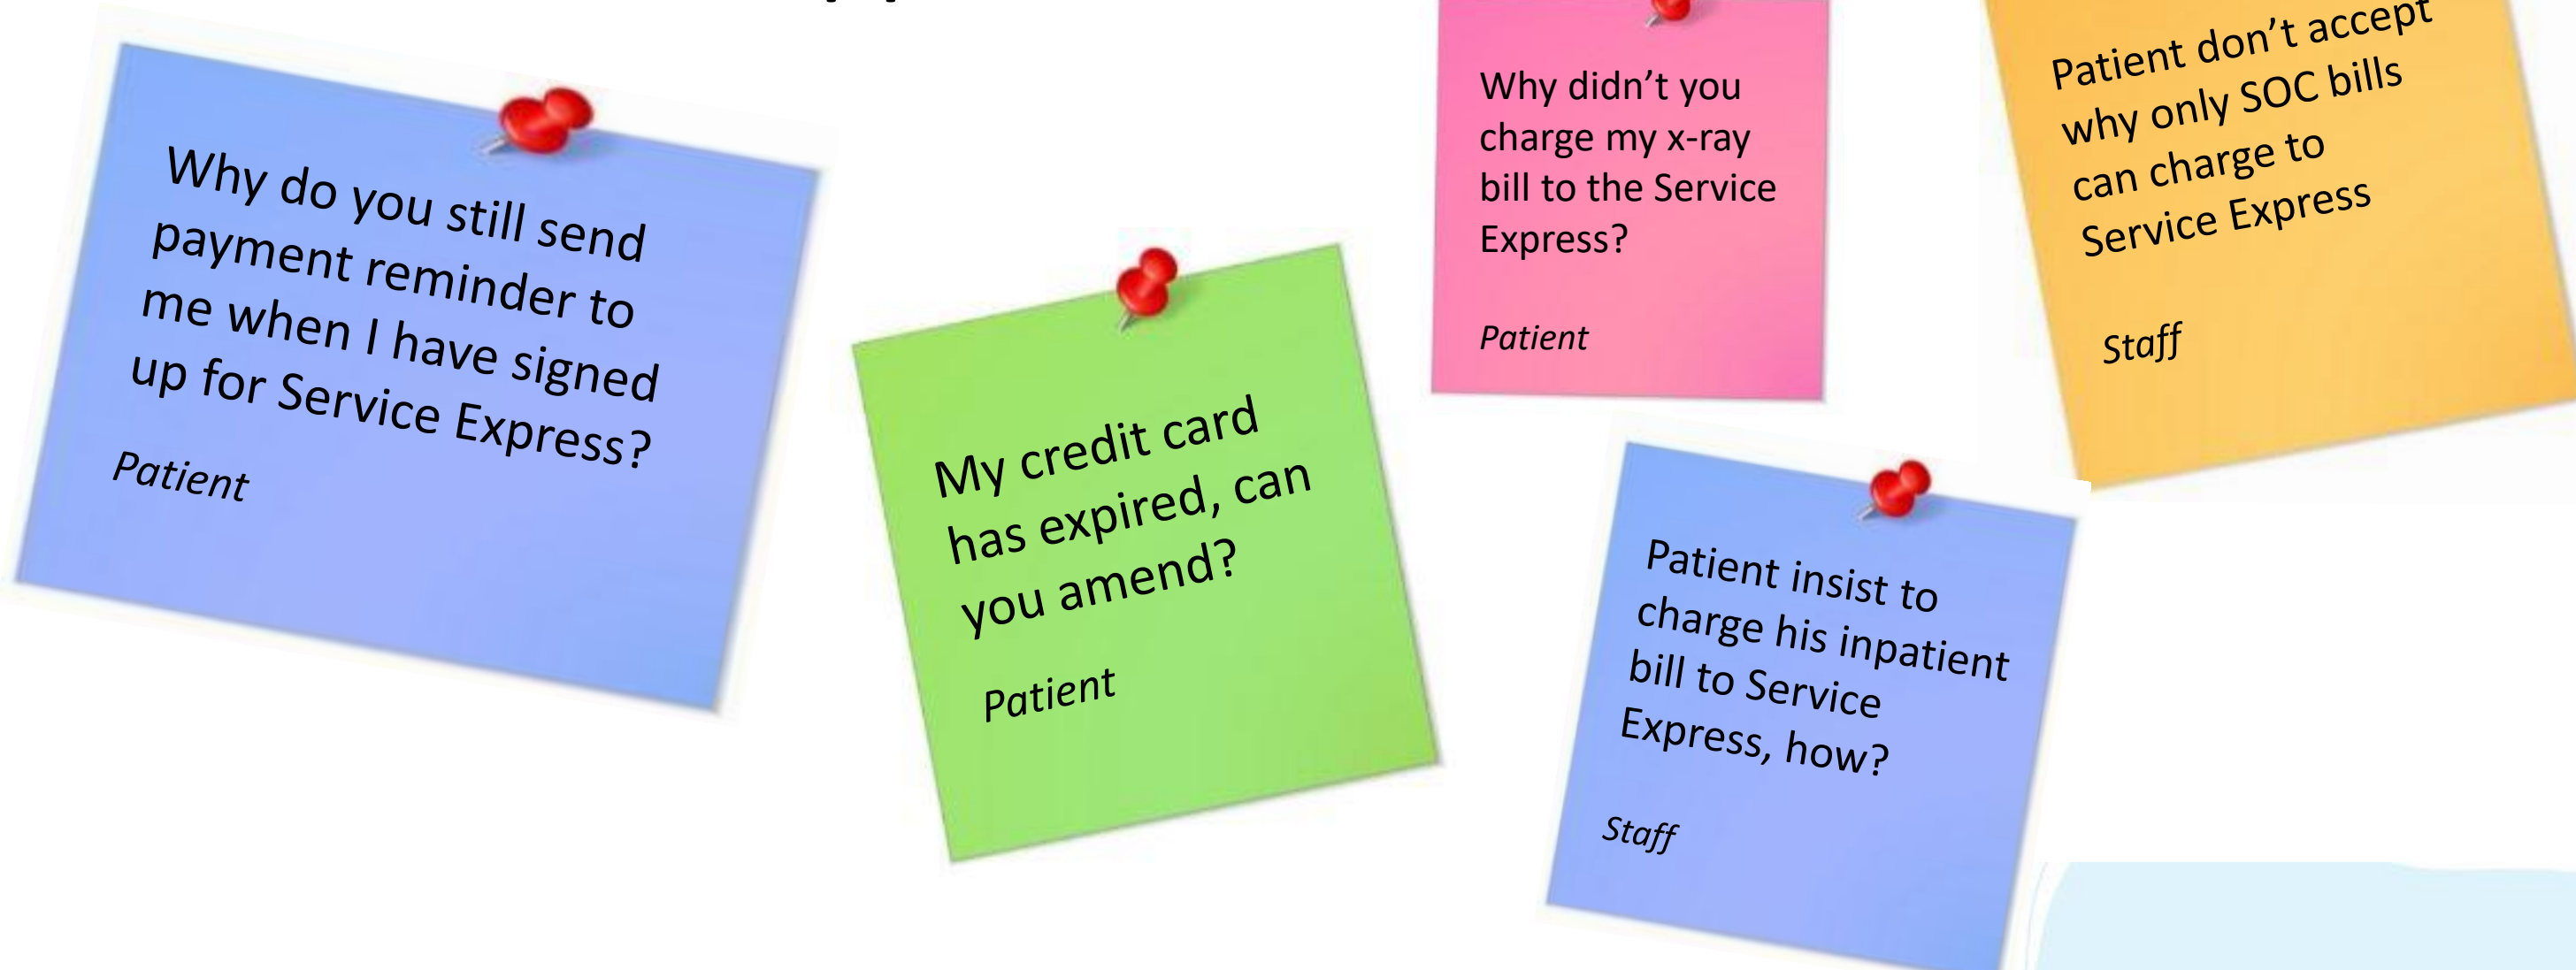 Why do you still send
payment reminder to
me when I have signed
up for Service Express?
Patient
My credit card
has expired, can
you amend?
Patient
Why didn’t you
charge my x-ray
bill to the Service
Express?
Patient
Patient don’t accept
why only SOC bills
can charge to
Service Express
Staff
Patient insist to
charge his inpatient
bill to Service
Express, how?
Staff